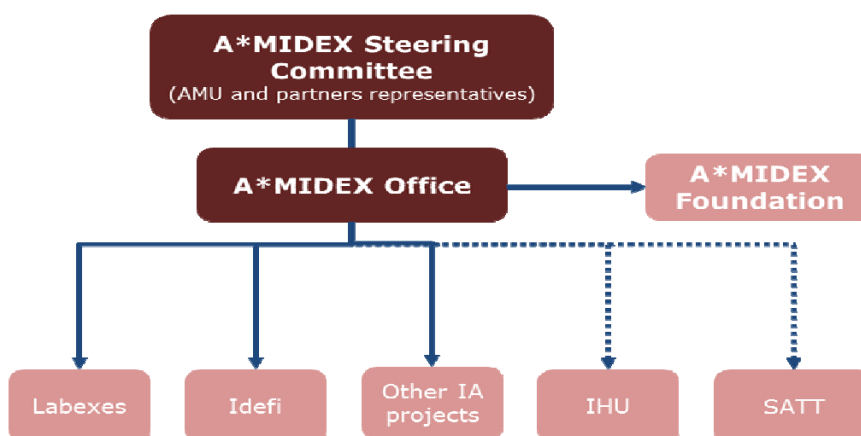 A*MIDEX Steering
Committee
(AMU and partners representatives)
A*MIDEX Office
A*MIDEX
Foundation
Labexes
Idefi
Other IA
projects
IHU
SATT